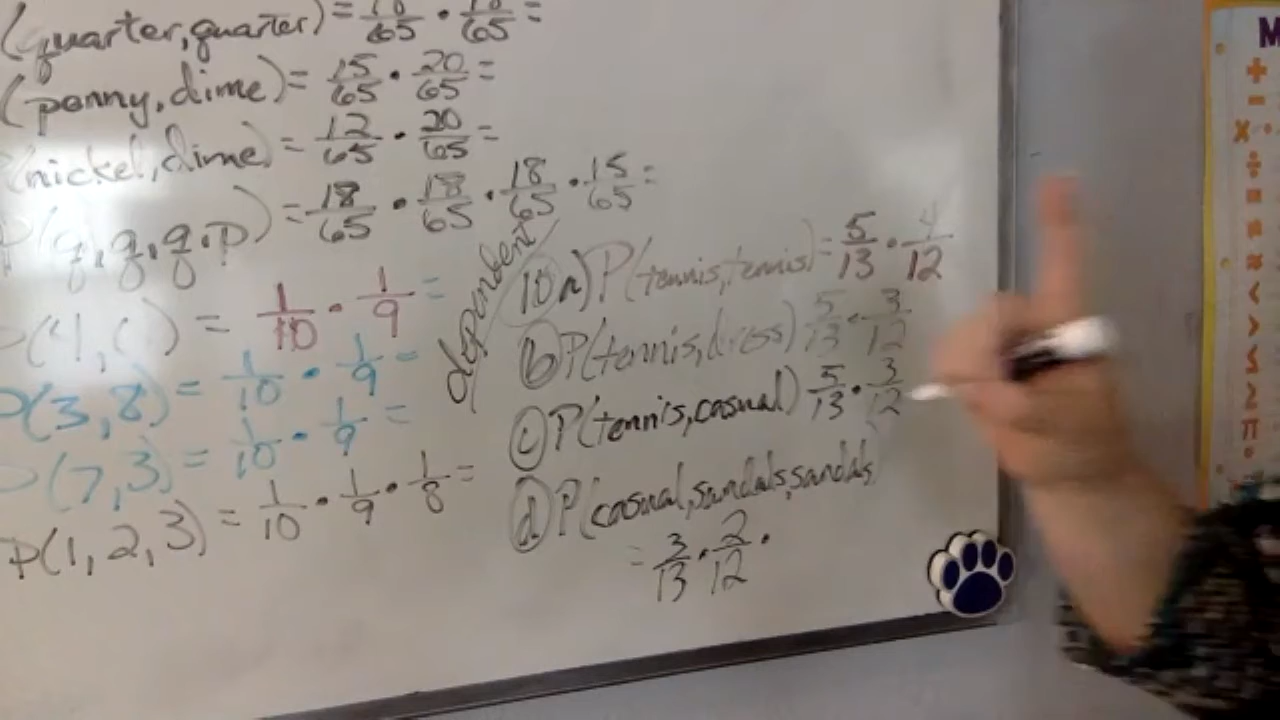 (quarter, quarter) = 18/65 · 18/65 =
(penny, dime) = 15/65 · 20/65 =
P(nickel, dime) = 12/65 · 20/65 =
P(q, q, q, P) = 18/65 · 18/65 · 18/65 · 15/65 =
= 1/10 · 1/9 =
P(3, 8) = 1/10 · 1/9 =
P(7, 3) = 1/10 · 1/9 =
P(1, 2, 3) = 1/10 · 1/9 · 1/8 =
dependent
10a) P(tennis, tennis) = 5/13 · 4/12
b) P(tennis, dress) 5/13 · 3/12
c) P(tennis, casual) 5/13 · 3/12
d) P(casual, sandals, sandals)
= 3/13 · 2/12 ·
M
+
-
÷
=
≠
≈
<
>
≤
2
π